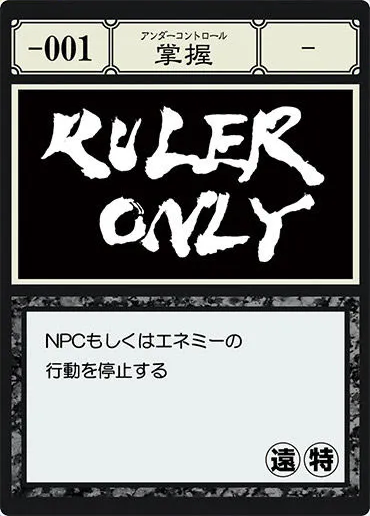 -001
アンダーコントロール
掌握
-
RULER
ONLY
NPCもしくはエネミーの
行動を停止する
遠 特